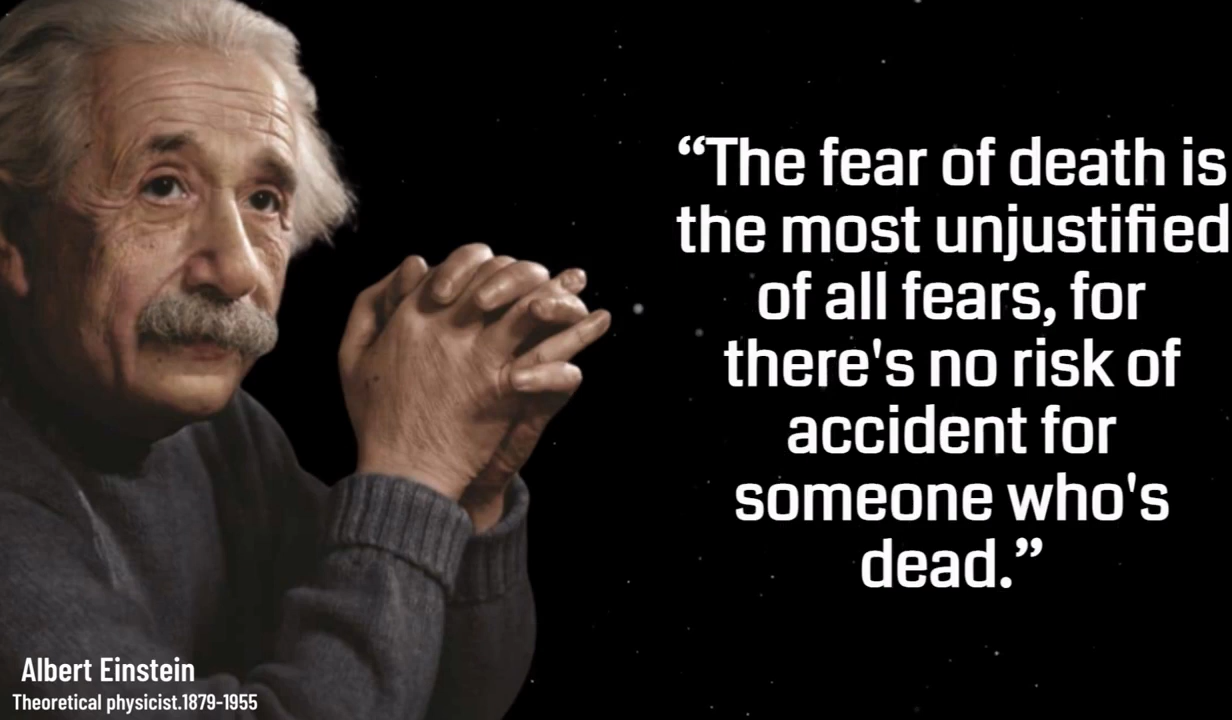 “The fear of death is
the most unjustified
of all fears, for
there's no risk of
accident for
someone who's
dead.”
Albert Einstein
Theoretical physicist.1879-1955